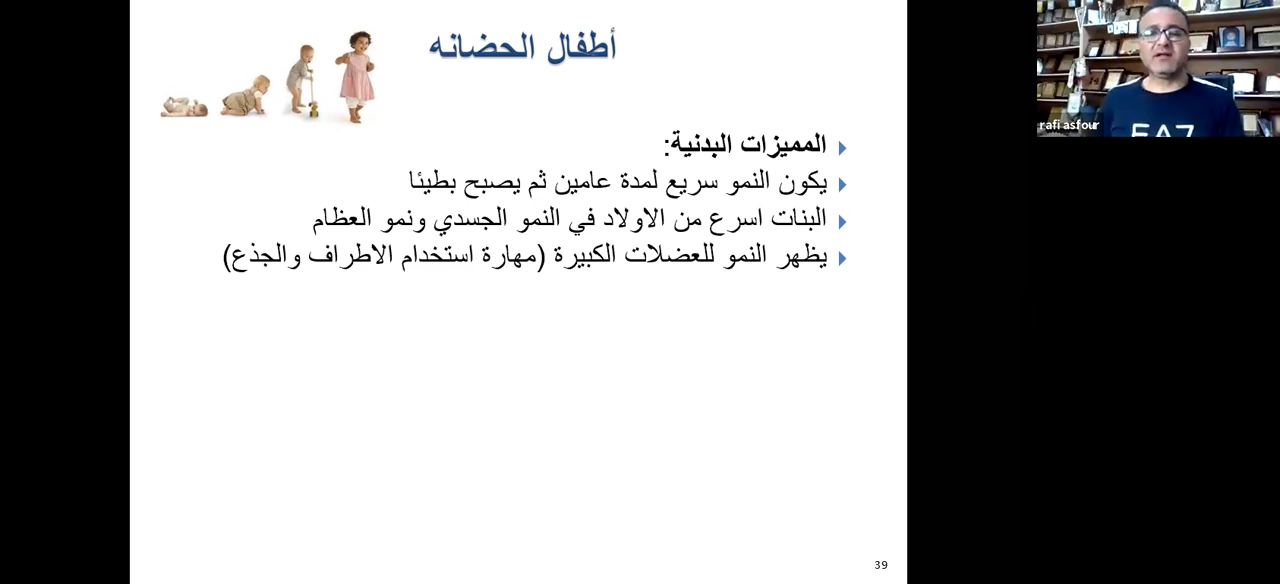 أطفال الحضانه
المميزات البدنية:
يكون النمو سريع لمدة عامين ثم يصبح بطيئا
البنات اسرع من الاولاد في النمو الجسدي ونمو العظام
يظهر النمو للعضلات الكبيرة (مهارة استخدام الاطراف والجذع)
39
rafi asfour
EA7